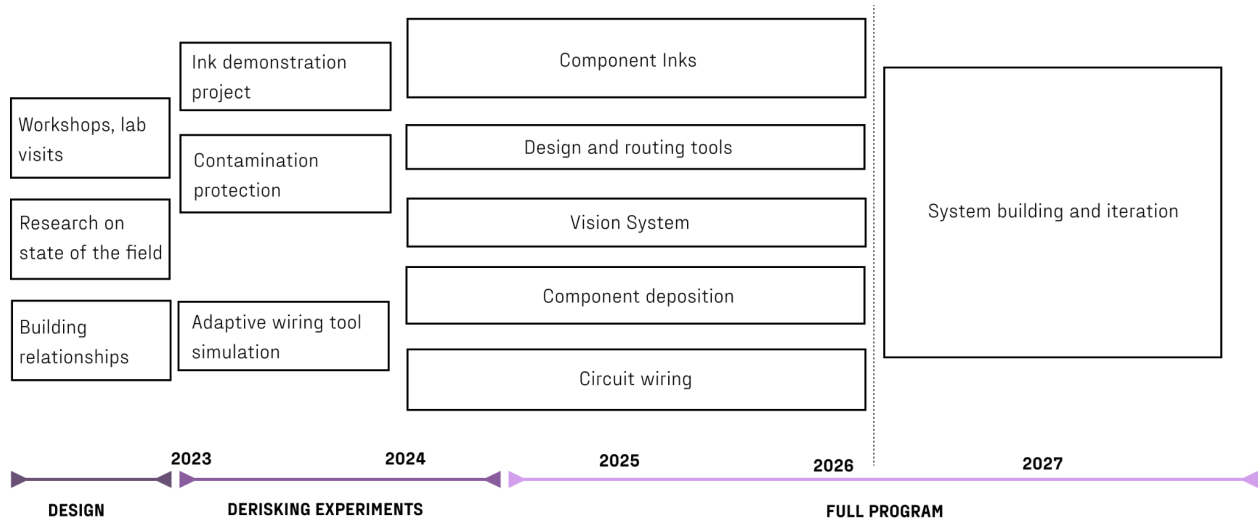 Workshops, lab
visits
Research on
state of the field
Building
relationships
Ink demonstration
project
Contamination
protection
Adaptive wiring tool
simulation
Component Inks
Design and routing tools
Vision System
Component deposition
Circuit wiring
System building and iteration
2023
2024
2025
2026
2027
DESIGN
DERISKING EXPERIMENTS
FULL PROGRAM